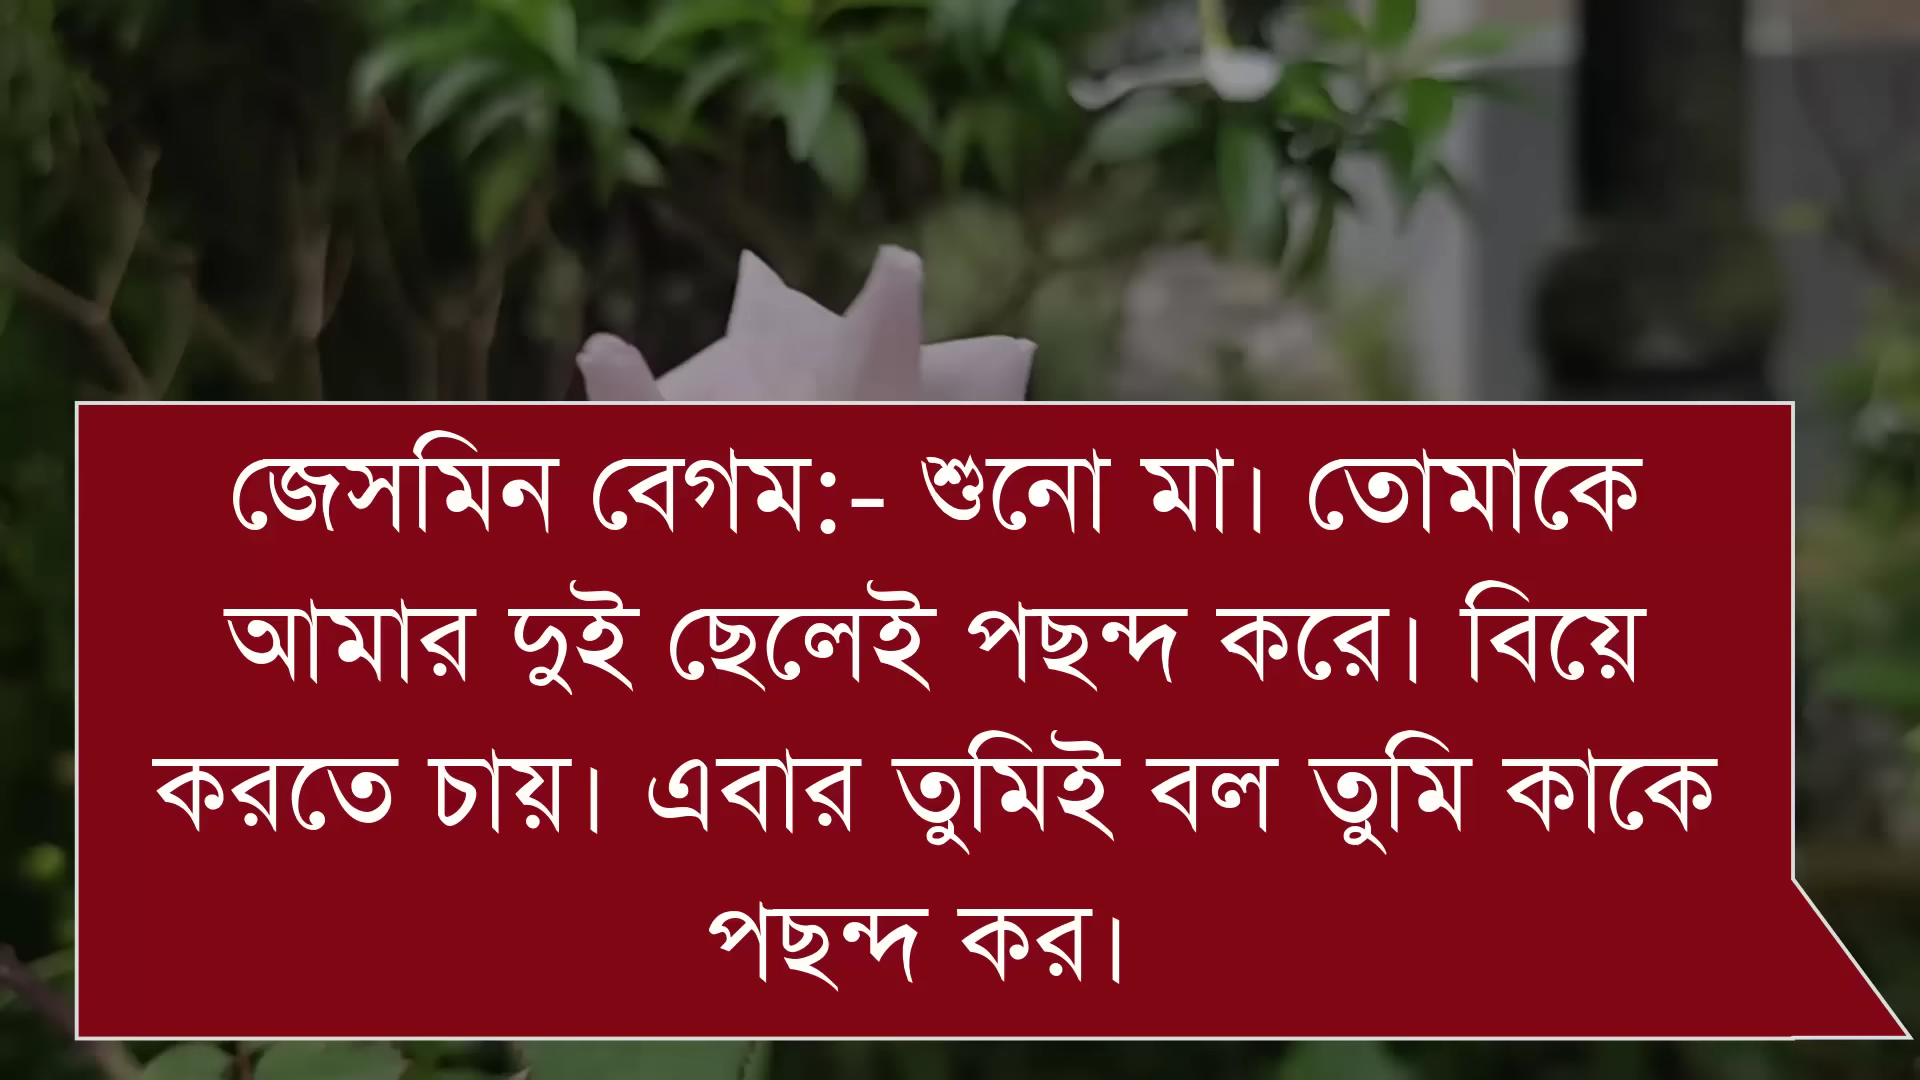 জেসমিন বেগম:- শুনো মা। তোমাকে
আমার দুই ছেলেই পছন্দ করে। বিয়ে
করতে চায়। এবার তুমিই বল তুমি কাকে
পছন্দ কর।